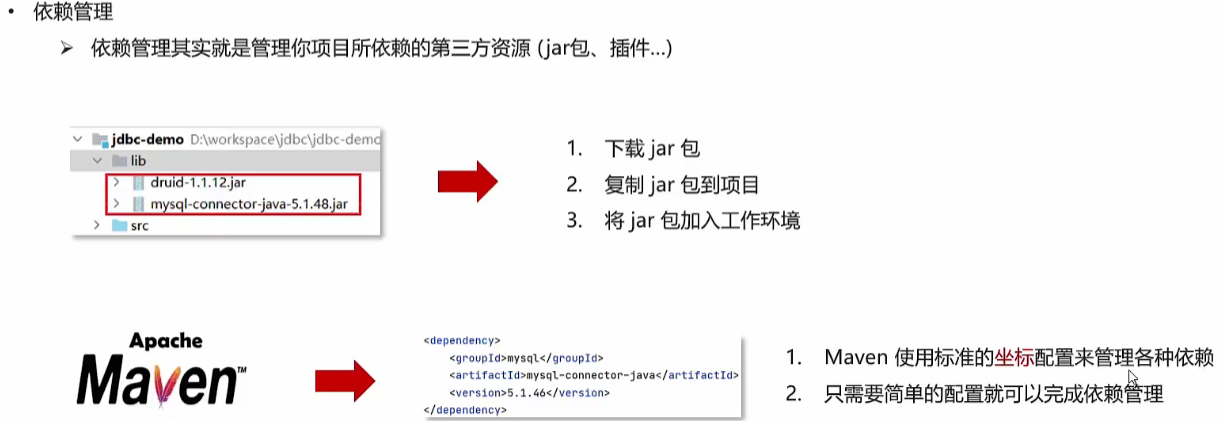 • 依赖管理
➢ 依赖管理其实就是管理你项目所依赖的第三方资源 (jar包、插件...)
jdbc-demo D:\workspace\jdbc\jdbc-demo
lib
druid-1.1.12.jar
mysql-connector-java-5.1.48.jar
src
1. 下载 jar 包
2. 复制 jar 包到项目
3. 将 jar 包加入工作环境
Apache
Maven™
<dependency>
<groupId>mysql</groupId>
<artifactId>mysql-connector-java</artifactId>
<version>5.1.46</version>
</dependency>
1. Maven 使用标准的坐标配置来管理各种依赖
2. 只需要简单的配置就可以完成依赖管理